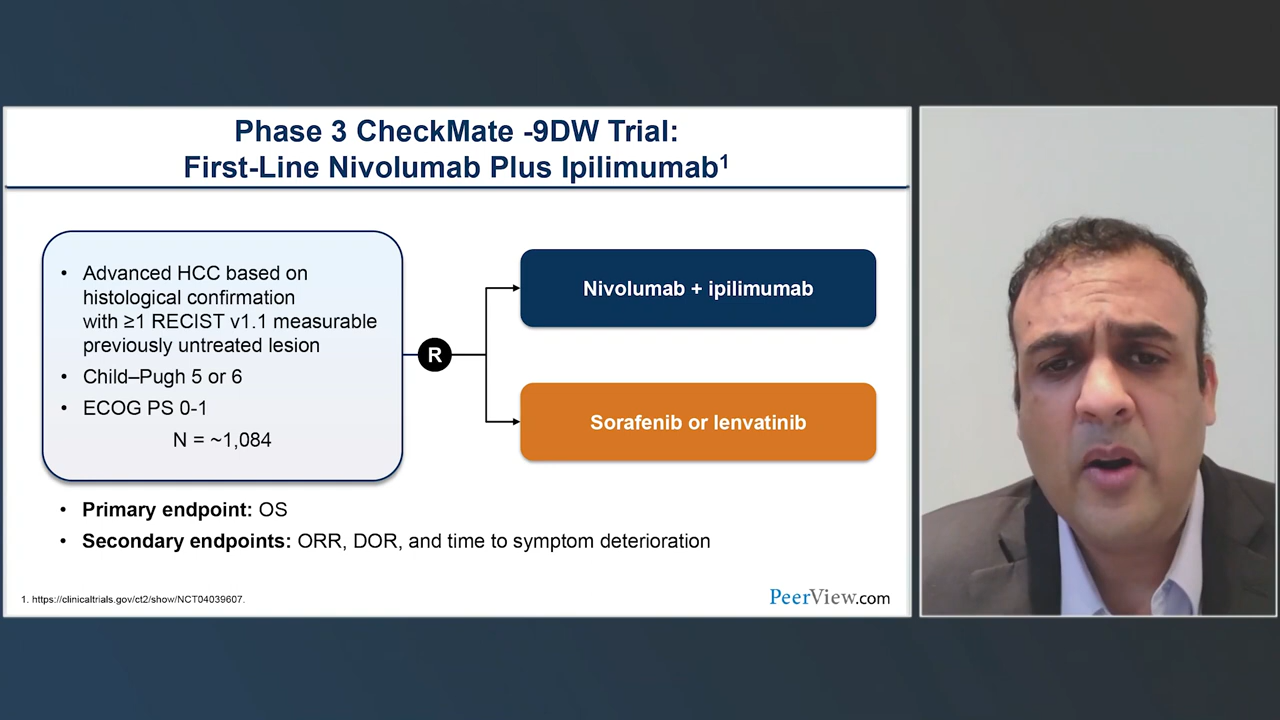 Phase 3 CheckMate -9DW Trial:
First-Line Nivolumab Plus Ipilimumab1
• Advanced HCC based on
histological confirmation
with ≥1 RECIST v1.1 measurable
previously untreated lesion
• Child–Pugh 5 or 6
• ECOG PS 0-1
N = ~1,084
R
Nivolumab + ipilimumab
Sorafenib or lenvatinib
• Primary endpoint: OS
• Secondary endpoints: ORR, DOR, and time to symptom deterioration
1. https://clinicaltrials.gov/ct2/show/NCT04039607.
PeerView.com